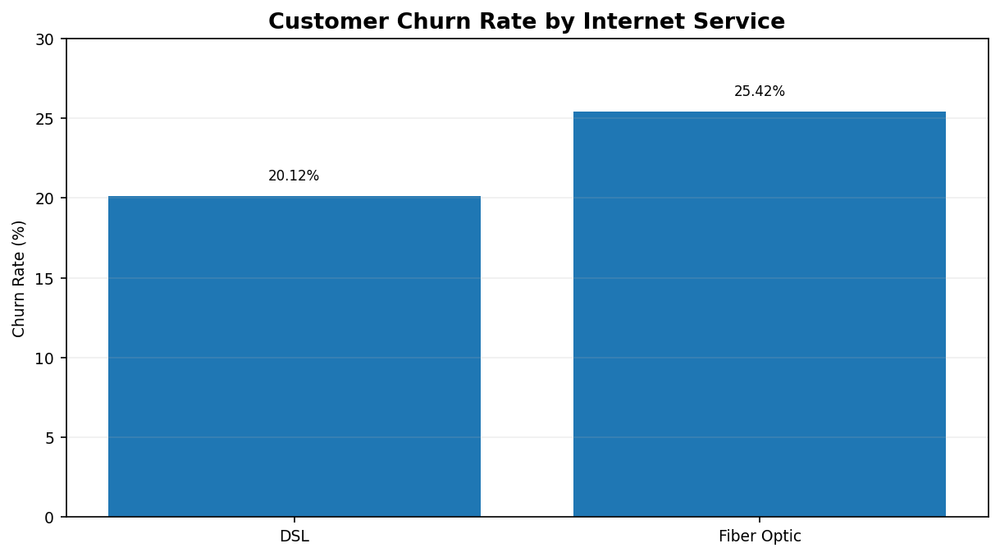 Customer Churn Rate by Internet Service
30
25
20
15
10
5
0
Churn Rate (%)
20.12%
25.42%
DSL
Fiber Optic